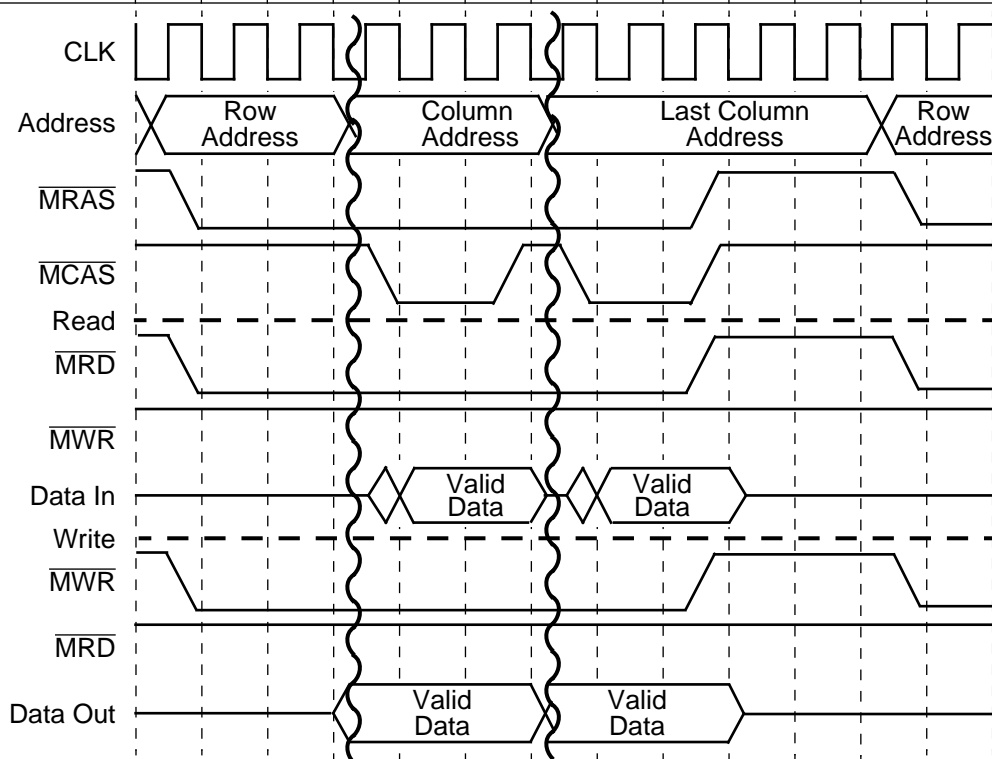 CLK
Address
Row
Address
Column
Address
Last Column
Address
Row
Address
MRAS
MCAS
Read
MRD
MWR
Data In
Valid
Data
Valid
Data
Write
MWR
MRD
Data Out
Valid
Data
Valid
Data